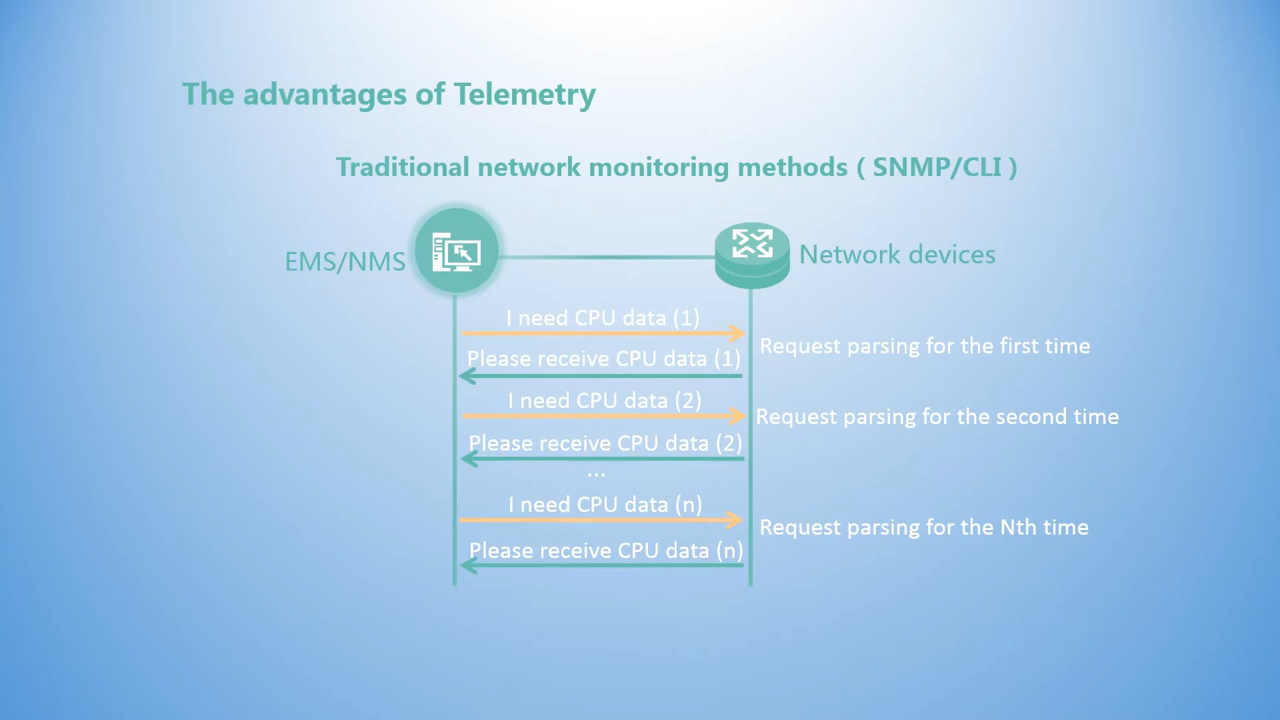 The advantages of Telemetry
Traditional network monitoring methods ( SNMP/CLI )
EMS/NMS
Network devices
I need CPU data (1)
Request parsing for the first time
Please receive CPU data (1)
I need CPU data (2)
Request parsing for the second time
Please receive CPU data (2)
...
I need CPU data (n)
Request parsing for the Nth time
Please receive CPU data (n)